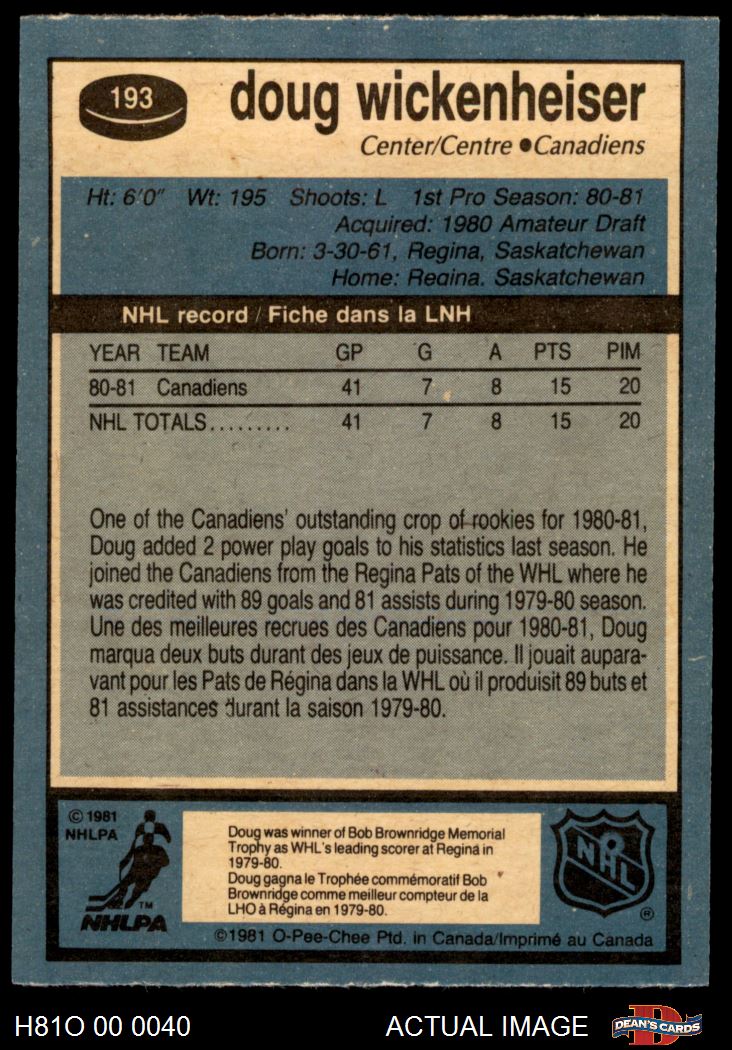 193
doug wickenheiser
Center/Centre ●Canadiens
Ht: 6'0" Wt: 195 Shoots: L 1st Pro Season: 80-81
Acquired: 1980 Amateur Draft
Born: 3-30-61, Regina, Saskatchewan
Home: Regina, Saskatchewan
NHL record / Fiche dans la LNH
YEAR TEAM GP G A PTS PIM
80-81 Canadiens 41 7 8 15 20
NHL TOTALS......... 41 7 8 15 20
One of the Canadiens' outstanding crop of rookies for 1980-81,
Doug added 2 power play goals to his statistics last season. He
joined the Canadiens from the Regina Pats of the WHL where he
was credited with 89 goals and 81 assists during 1979-80 season.
Une des meilleures recrues des Canadiens pour 1980-81, Doug
marqua deux buts durant des jeux de puissance. Il jouait aupara-
vant pour les Pats de Régina dans la WHL où il produisit 89 buts et
81 assistances durant la saison 1979-80.
© 1981
NHLPA
TM
NHLPA
Doug was winner of Bob Brownridge Memorial
Trophy as WHL's leading scorer at Regina in
1979-80.
Doug gagna le Trophée commémoratif Bob
Brownridge comme meilleur compteur de la
LHO à Régina en 1979-80.
NHL
®
©1981 O-Pee-Chee Ptd. in Canada/Imprimé au Canada
H81O 00 0040
ACTUAL IMAGE
D
DEAN'S CARDS